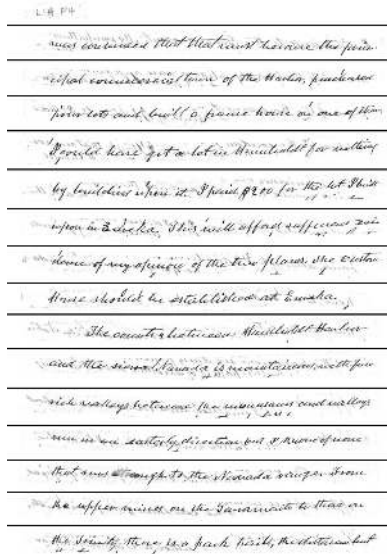 L:A P4
was convinced that that must become the prin-
cipal commercial town of the Harbor, purchased
four lots and built a frame house on one of them
I could have got a lot in Humboldt for nothing
by building upon it. I paid $200 for the lot I built
upon in Eureka. This will afford sufficient evi-
dence of my opinion of the two places. The Custom
House should be established at Eureka.
The country between Humboldt Harbor
and the Sierra Nevada is mountainous, with fine
rich valleys between the mountains and valleys
run in an easterly direction but I know of none
that runs through to the Nevada range. From
the upper mines on the Sacramento to those on
the Trinity there is a pack trail, the distance but